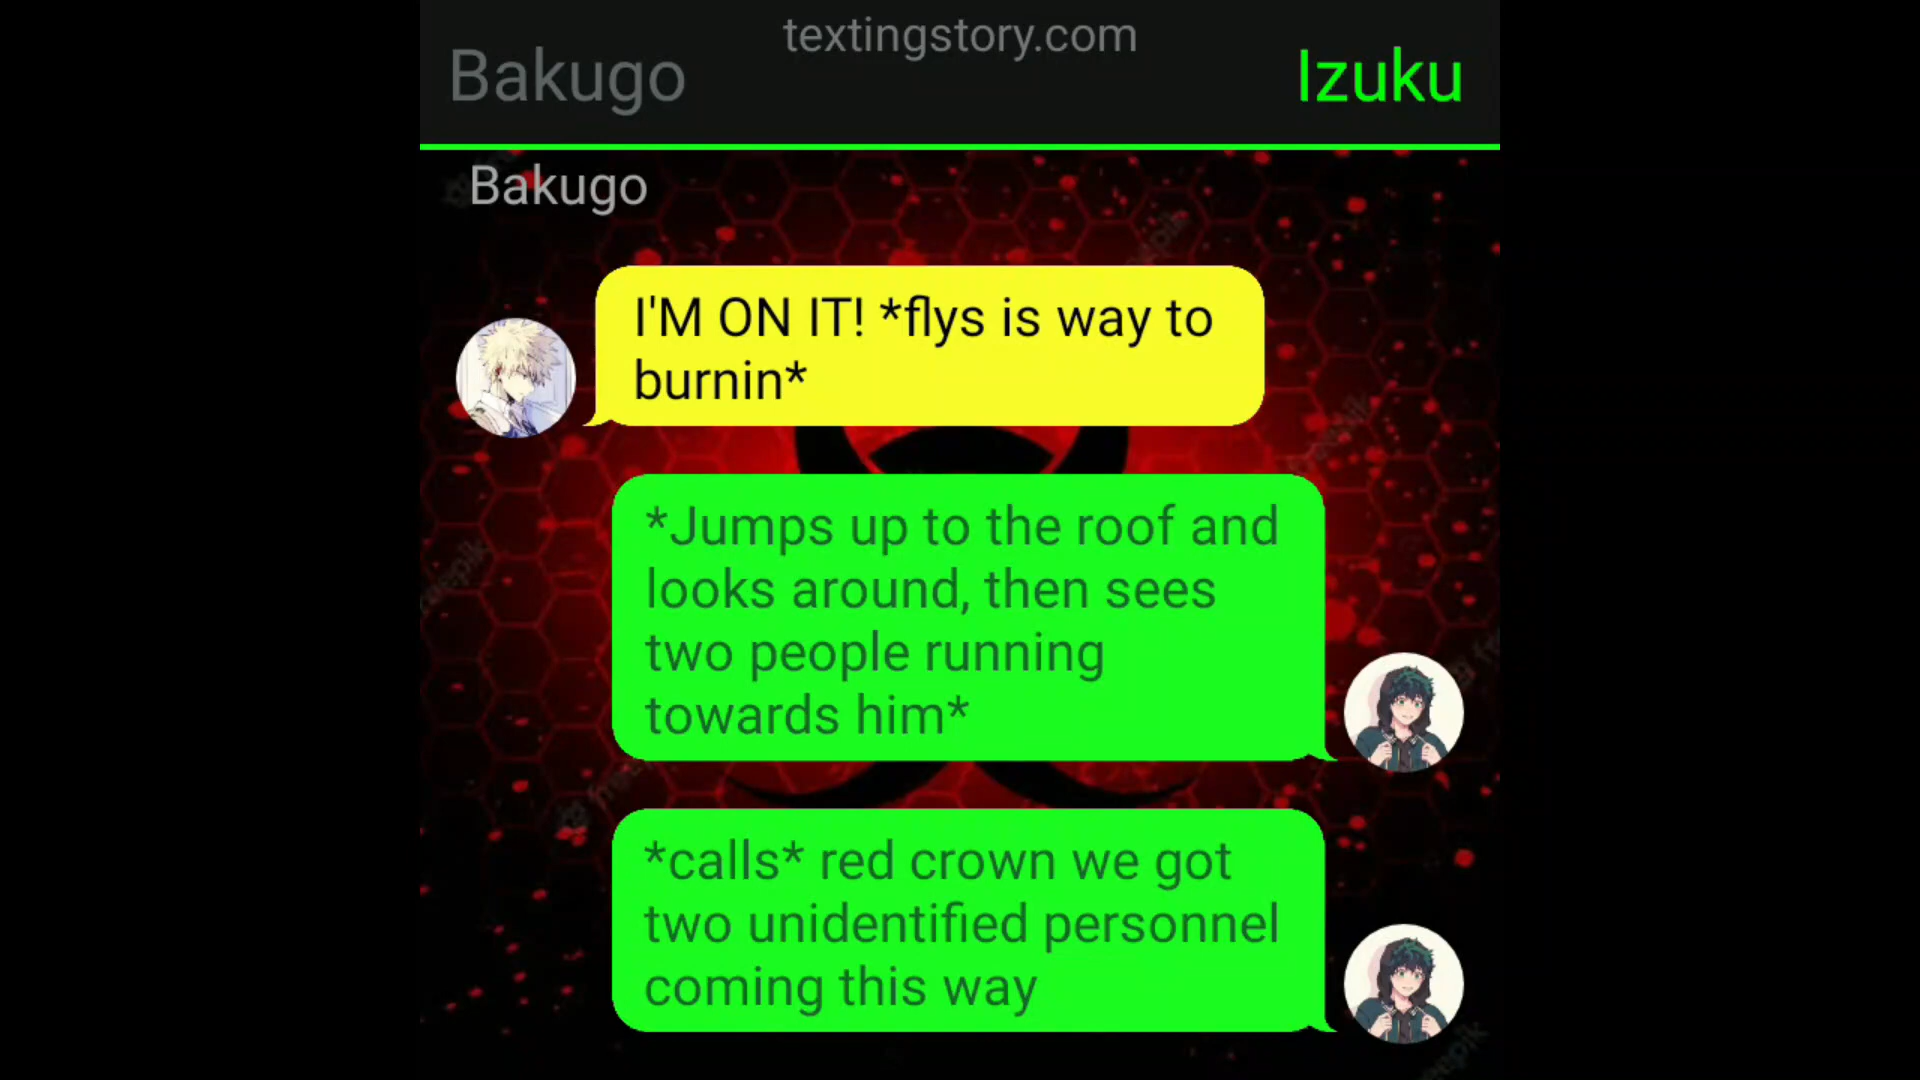 textingstory.com
Bakugo
Izuku
Bakugo
I'M ON IT! *flys is way to
burnin*
*Jumps up to the roof and
looks around, then sees
two people running
towards him*
*calls* red crown we got
two unidentified personnel
coming this way